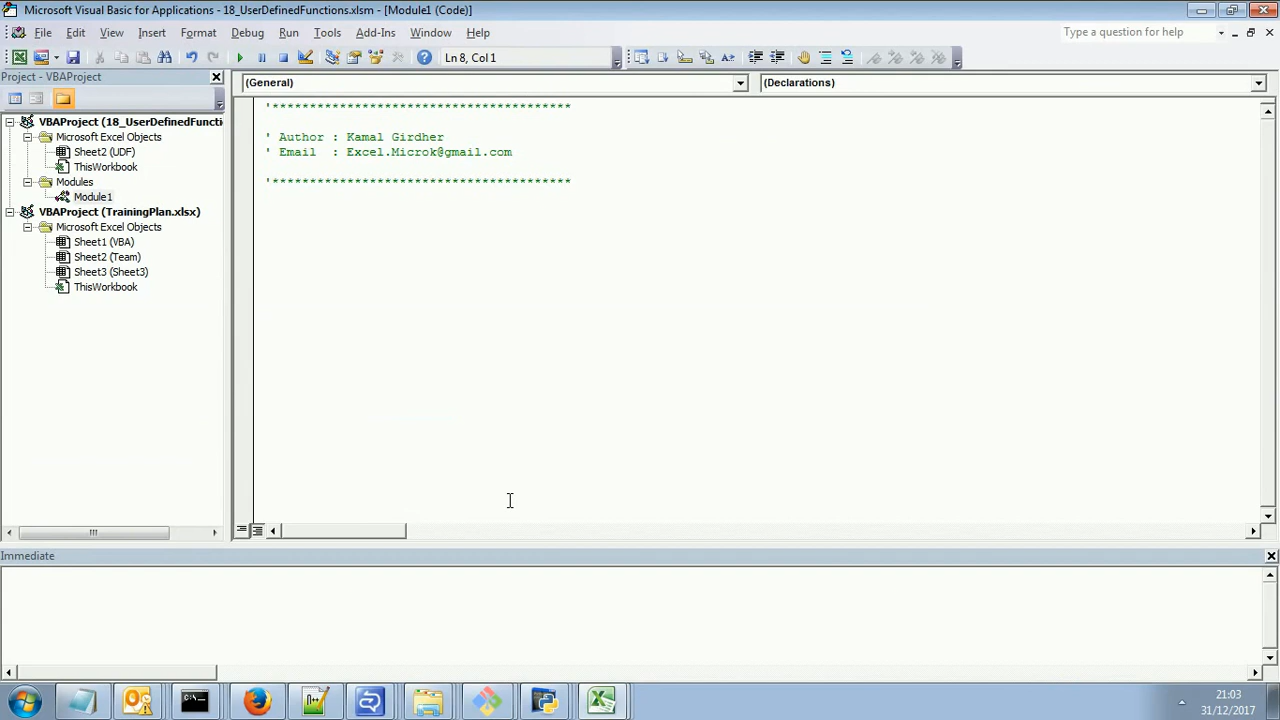 Microsoft Visual Basic for Applications - 18_UserDefinedFunctions.xlsm - [Module1 (Code)]
File Edit View Insert Format Debug Run Tools Add-Ins Window Help
Type a question for help
Ln 8, Col 1
Project - VBAProject
(General)
(Declarations)
VBAProject (18_UserDefinedFuncti
Microsoft Excel Objects
Sheet2 (UDF)
ThisWorkbook
Modules
Module1
VBAProject (TrainingPlan.xlsx)
Microsoft Excel Objects
Sheet1 (VBA)
Sheet2 (Team)
Sheet3 (Sheet3)
ThisWorkbook
'****************************************
' Author : Kamal Girdher
' Email : Excel.Microk@gmail.com
'****************************************
Immediate
21:03
31/12/2017